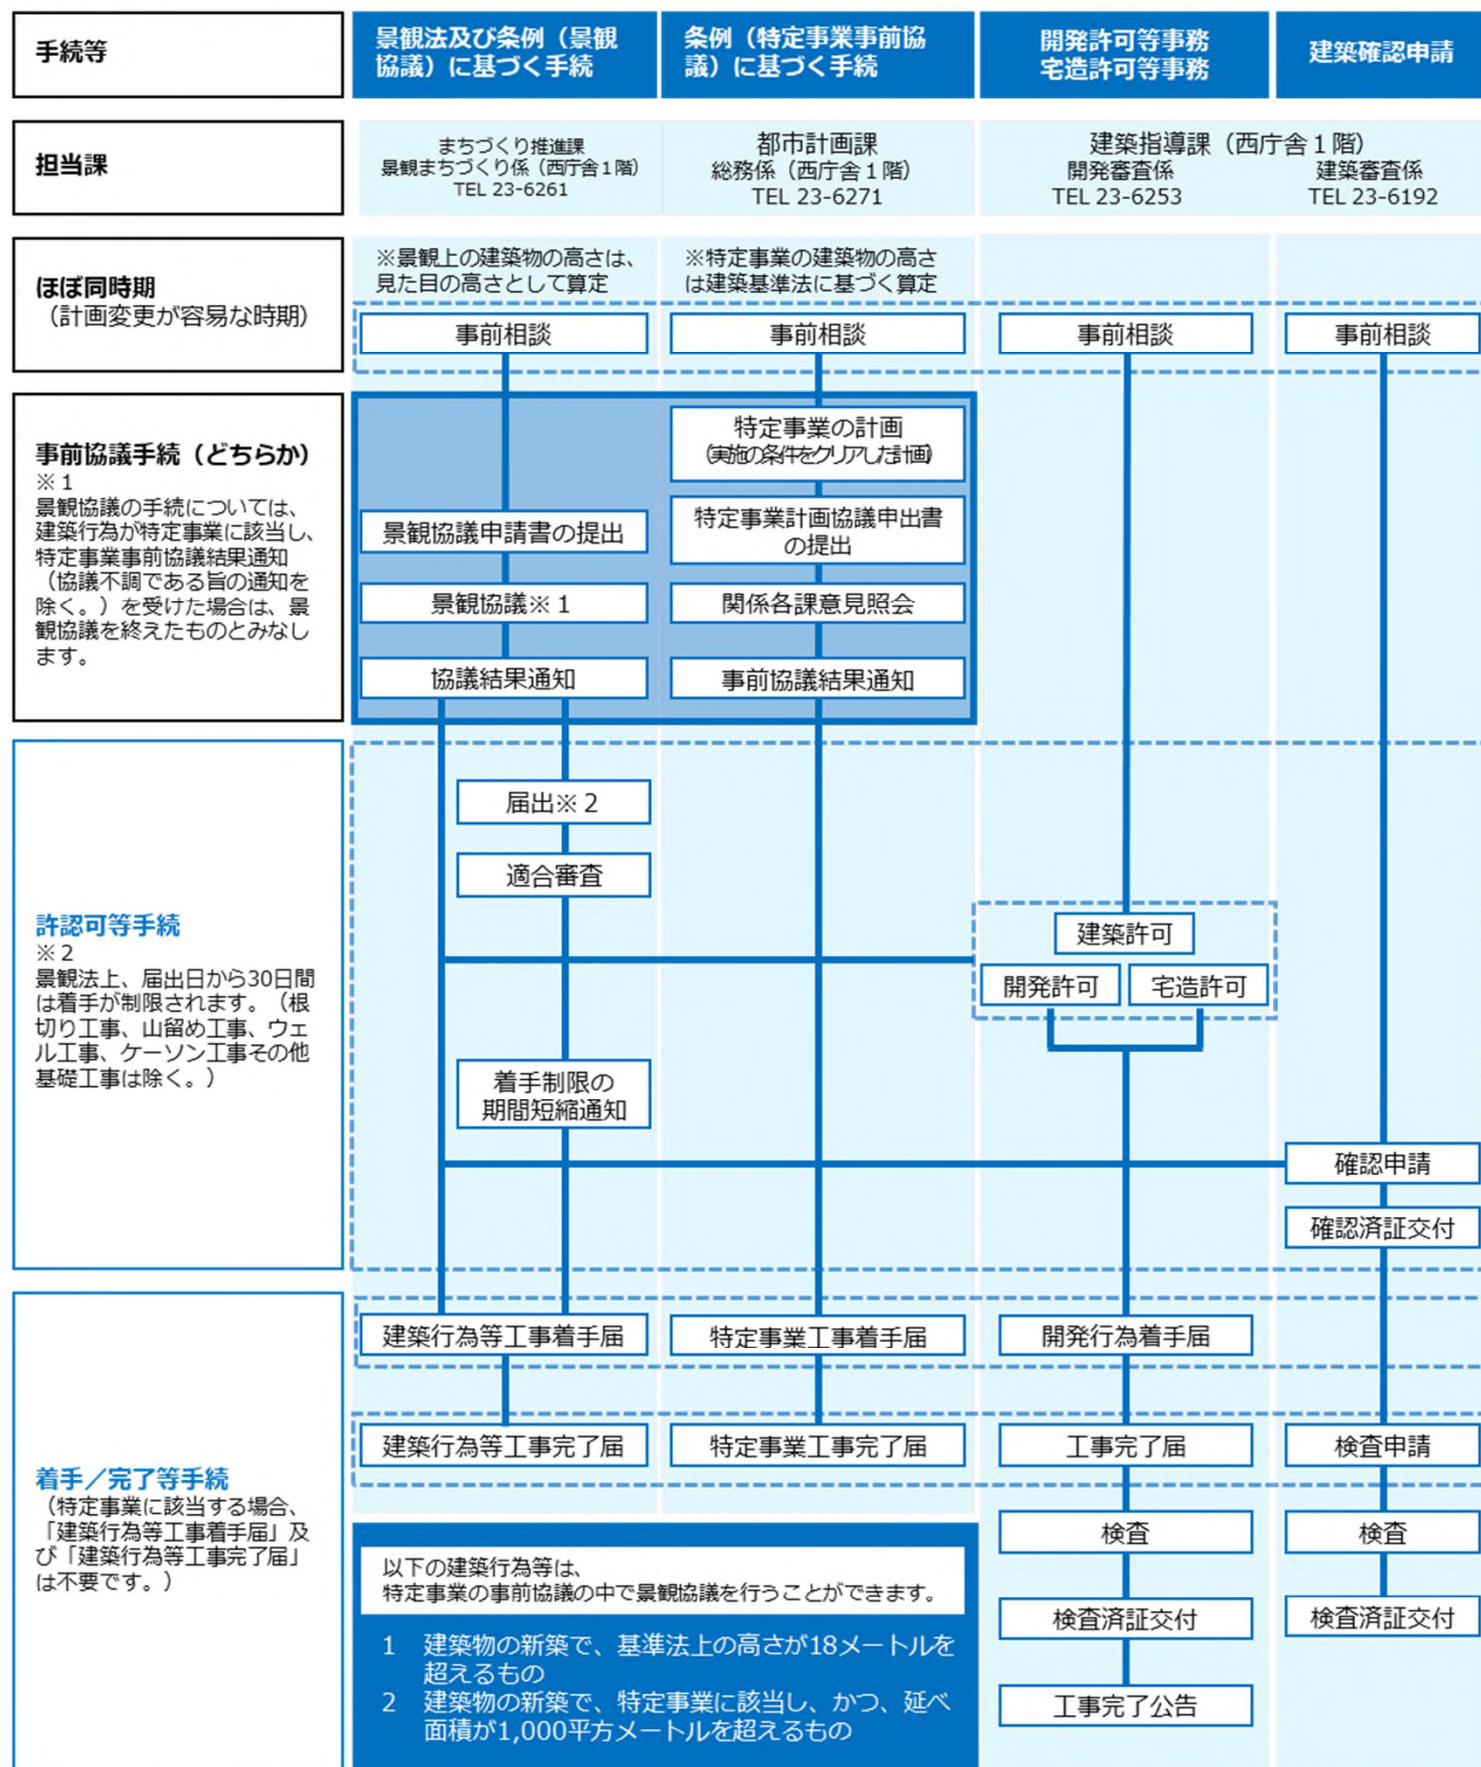 手続等
景観法及び条例（景観
協議）に基づく手続
条例（特定事業事前協
議）に基づく手続
開発許可等事務
宅造許可等事務
建築確認申請
担当課
まちづくり推進課
景観まちづくり係（西庁舎１階）
TEL 23-6261
都市計画課
総務係（西庁舎１階）
TEL 23-6271
建築指導課（西庁舎１階）
開発審査係
TEL 23-6253
建築審査係
TEL 23-6192
ほぼ同時期
（計画変更が容易な時期）
※景観上の建築物の高さは、
見た目の高さとして算定
※特定事業の建築物の高さ
は建築基準法に基づく算定
事前相談
事前相談
事前相談
事前相談
事前協議手続（どちらか）
※１
景観協議の手続については、
建築行為が特定事業に該当し、
特定事業事前協議結果通知
（協議不調である旨の通知を
除く。）を受けた場合は、景
観協議を終えたものとみなし
ます。
特定事業の計画
（実施の条件をクリアした計画）
景観協議申請書の提出
特定事業計画協議申出書
の提出
景観協議※１
関係各課意見照会
協議結果通知
事前協議結果通知
許認可等手続
※２
景観法上、届出日から30日間
は着手が制限されます。（根
切り工事、山留め工事、ウェ
ル工事、ケーソン工事その他
基礎工事は除く。）
届出※２
適合審査
建築許可
開発許可
宅造許可
着手制限の
期間短縮通知
確認申請
確認済証交付
着手／完了等手続
（特定事業に該当する場合、
「建築行為等工事着手届」及
び「建築行為等工事完了届」
は不要です。）
建築行為等工事着手届
特定事業工事着手届
開発行為着手届
建築行為等工事完了届
特定事業工事完了届
工事完了届
検査申請
検査
検査
検査済証交付
検査済証交付
工事完了公告
以下の建築行為等は、
特定事業の事前協議の中で景観協議を行うことができます。
1 建築物の新築で、基準法上の高さが18メートルを
超えるもの
2 建築物の新築で、特定事業に該当し、かつ、延べ
面積が1,000平方メートルを超えるもの